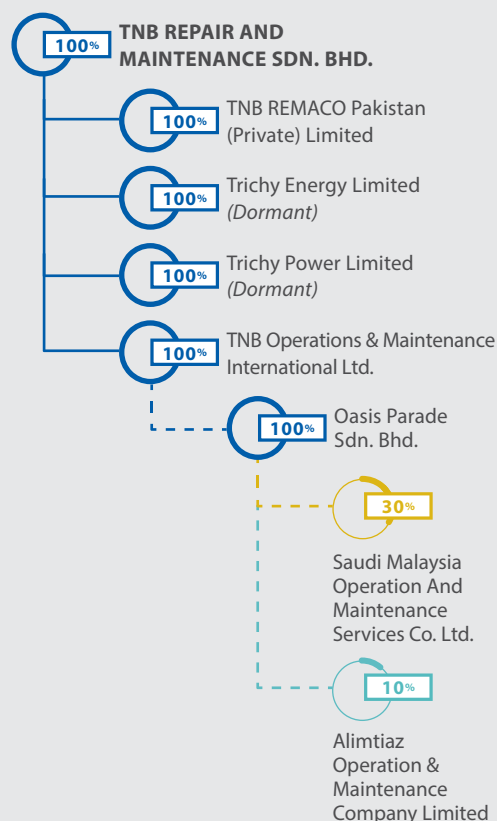 TNB REPAIR AND
100% MAINTENANCE SDN. BHD.
TNB REMACO Pakistan
100% (Private) Limited
Trichy Energy Limited
100% (Dormant)
Trichy Power Limited
100% (Dormant)
TNB Operations & Maintenance
100% International Ltd.
Oasis Parade
100% Sdn. Bhd.
30%
Saudi Malaysia
Operation And
Maintenance
Services Co. Ltd.
10%
Alimtiaz
Operation &
Maintenance
Company Limited